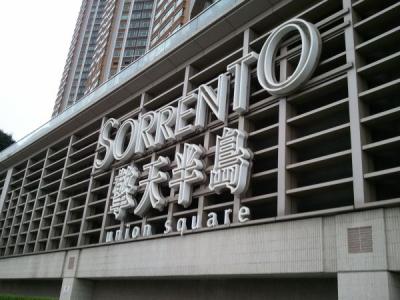 SORRENTO
擎天半島
union square